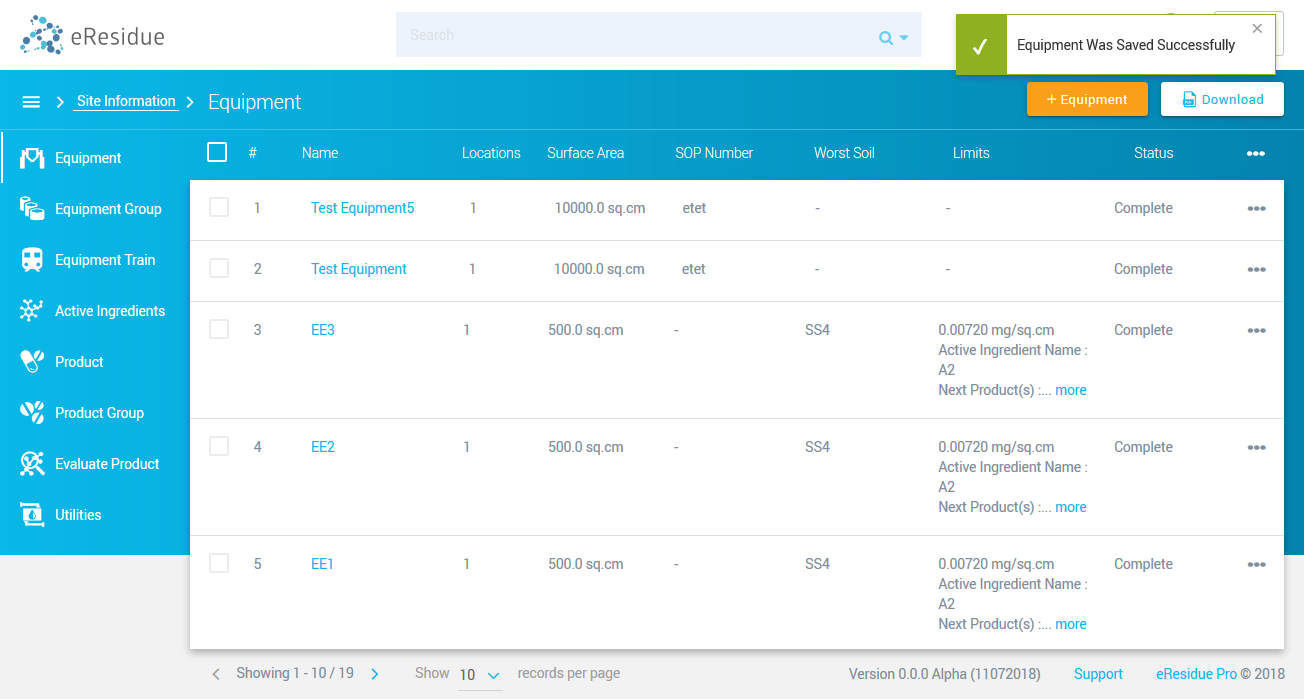 eResidue
Search
Equipment Was Saved Successfully
Site Information
Equipment
+ Equipment
Download
Equipment
Equipment Group
Equipment Train
Active Ingredients
Product
Product Group
Evaluate Product
Utilities
# Name Locations Surface Area SOP Number Worst Soil Limits Status
1 Test Equipment5 1 10000.0 sq.cm etet - - Complete
2 Test Equipment 1 10000.0 sq.cm etet - - Complete
3 EE3 1 500.0 sq.cm - SS4 0.00720 mg/sq.cm Complete
Active Ingredient Name :
A2
Next Product(s) :... more
4 EE2 1 500.0 sq.cm - SS4 0.00720 mg/sq.cm Complete
Active Ingredient Name :
A2
Next Product(s) :... more
5 EE1 1 500.0 sq.cm - SS4 0.00720 mg/sq.cm Complete
Active Ingredient Name :
A2
Next Product(s) :... more
Showing 1 - 10 / 19 Show 10 records per page
Version 0.0.0 Alpha (11072018) Support eResidue Pro © 2018